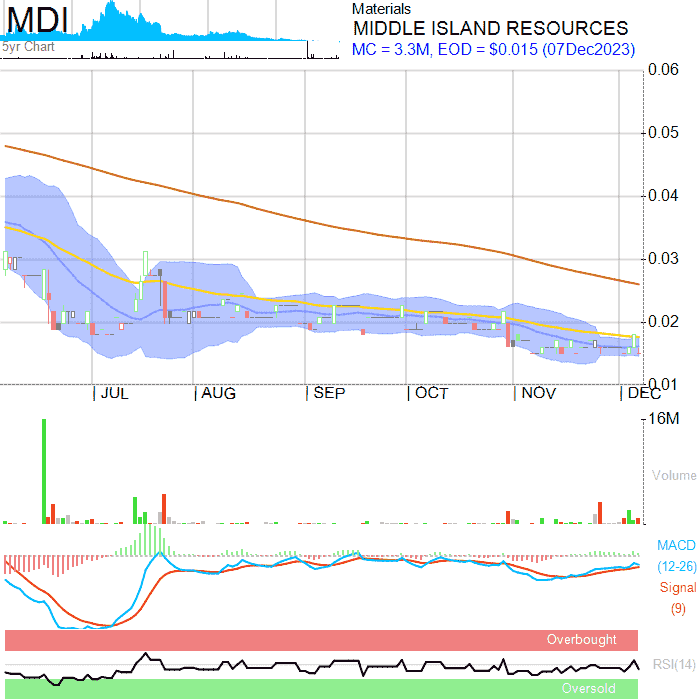 MDI
5yr Chart
Materials
MIDDLE ISLAND RESOURCES
MC = 3.3M, EOD = $0.015 (07Dec2023)
0.06
0.05
0.04
0.03
0.02
0.01
JUL AUG SEP OCT NOV DEC
16M
Volume
MACD
(12-26)
Signal
(9)
Overbought
RSI(14)
Oversold